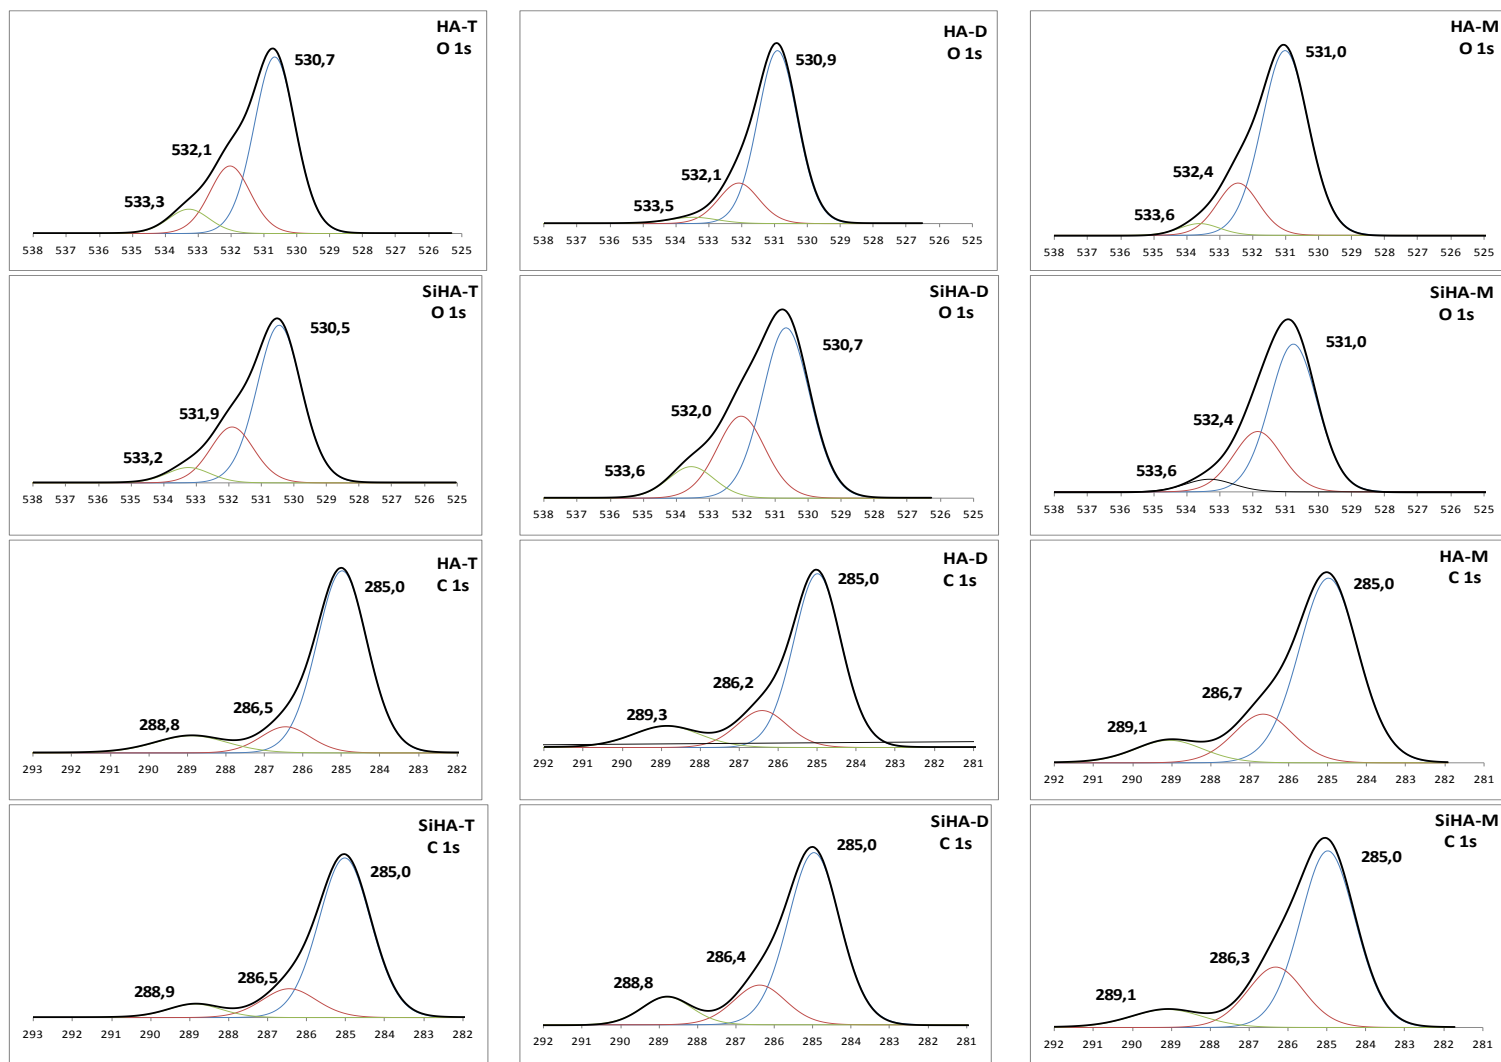 HA-T
O 1s
530,7
532,1
533,3
538 537 536 535 534 533 532 531 530 529 528 527 526 525
HA-D
O 1s
530,9
532,1
533,5
538 537 536 535 534 533 532 531 530 529 528 527 526 525
HA-M
O 1s
531,0
532,4
533,6
538 537 536 535 534 533 532 531 530 529 528 527 526 525
SiHA-T
O 1s
530,5
531,9
533,2
538 537 536 535 534 533 532 531 530 529 528 527 526 525
SiHA-D
O 1s
530,7
532,0
533,6
538 537 536 535 534 533 532 531 530 529 528 527 526 525
SiHA-M
O 1s
531,0
532,4
533,6
538 537 536 535 534 533 532 531 530 529 528 527 526 525
HA-T
C 1s
285,0
286,5
288,8
293 292 291 290 289 288 287 286 285 284 283 282
HA-D
C 1s
285,0
286,2
289,3
292 291 290 289 288 287 286 285 284 283 282 281
HA-M
C 1s
285,0
286,7
289,1
292 291 290 289 288 287 286 285 284 283 282 281
SiHA-T
C 1s
285,0
286,5
288,9
293 292 291 290 289 288 287 286 285 284 283 282
SiHA-D
C 1s
285,0
286,4
288,8
292 291 290 289 288 287 286 285 284 283 282 281
SiHA-M
C 1s
285,0
286,3
289,1
292 291 290 289 288 287 286 285 284 283 282 281